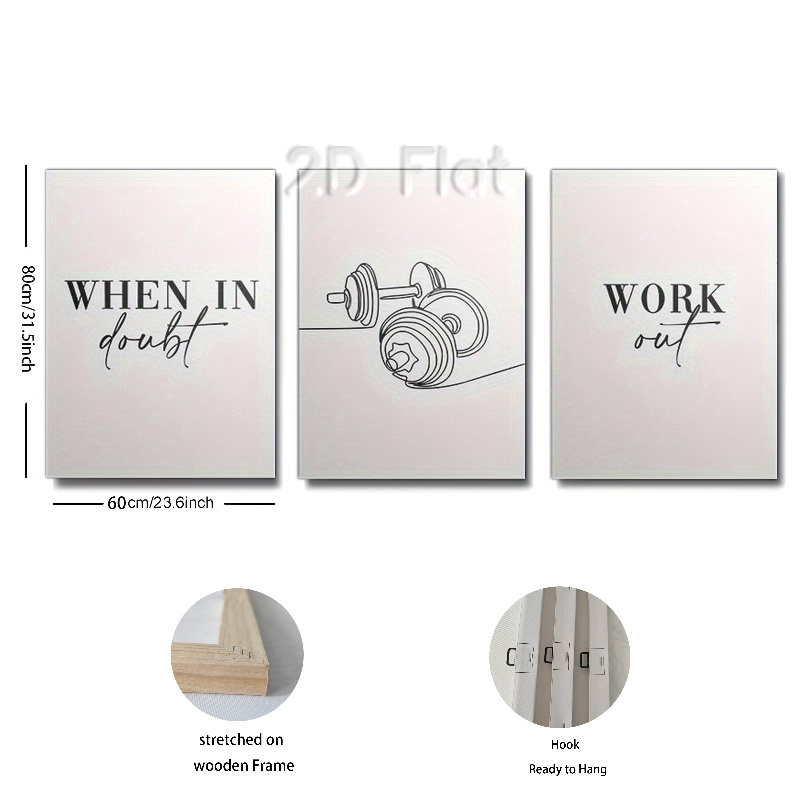 2.D Flat
WHEN IN
doubt
WORK
out
80cm/31.5inch
60cm/23.6inch
stretched on
wooden Frame
Hook
Ready to Hang